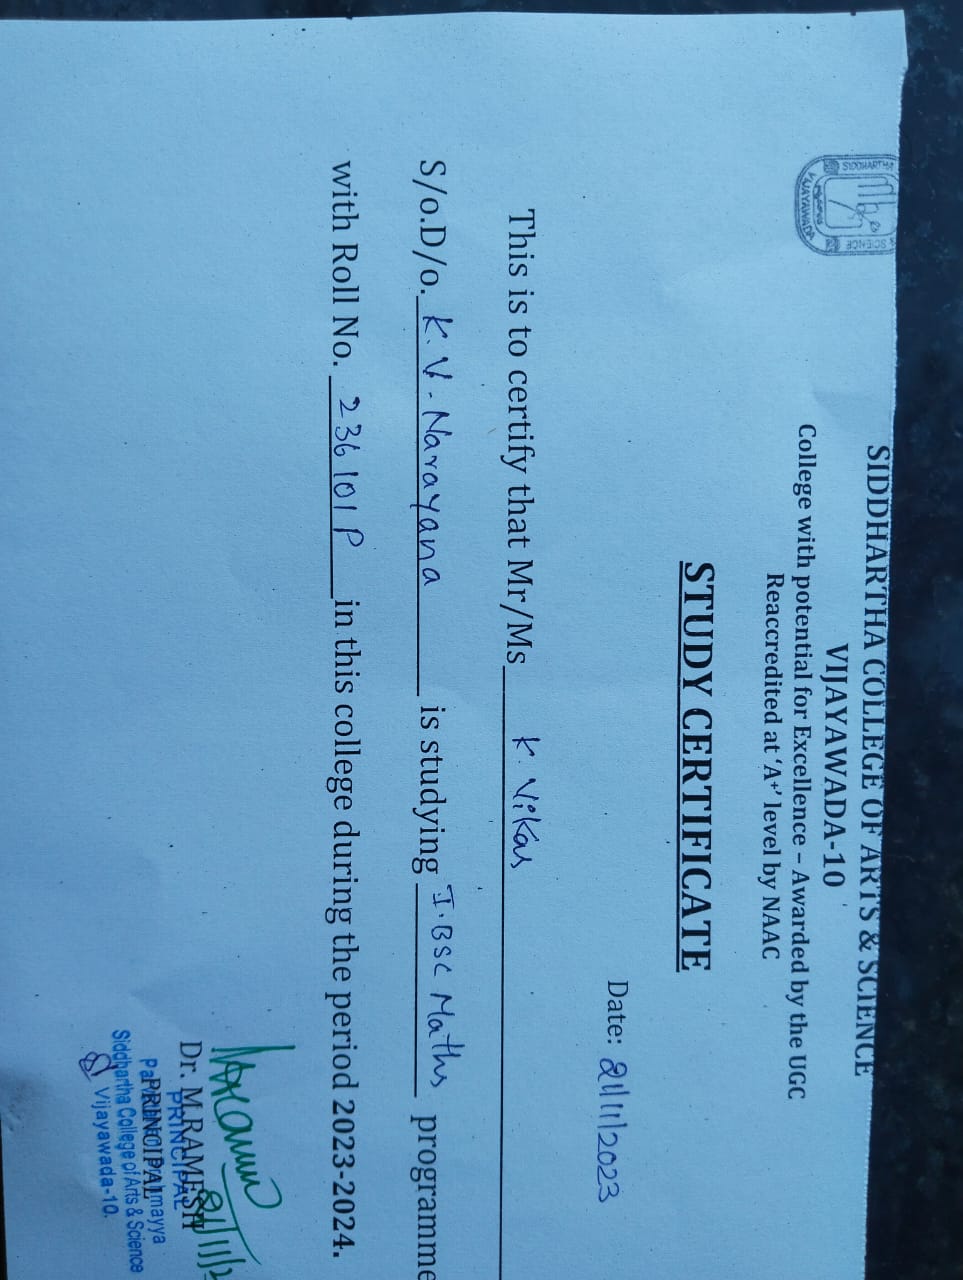 SIDDHARTHA COLLEGE OF ARTS & SCIENCE
VIJAYAWADA-10
College with potential for Excellence – Awarded by the UGC
Reaccredited at 'A+' level by NAAC
SIDDHARTHA
SCIENCE
VIJAYAWADA
STUDY CERTIFICATE
Date: 21/11/2023
This is to certify that Mr/Ms K. Vikas
S/o.D/o. K. V. Narayana is studying I. BSC Maths programme
with Roll No. 236101P in this college during the period 2023-2024.
Dr. M.RAMESH
PRINCIPAL
PRINCIPAL
Siddhartha College of Arts & Science
Vijayawada-10.